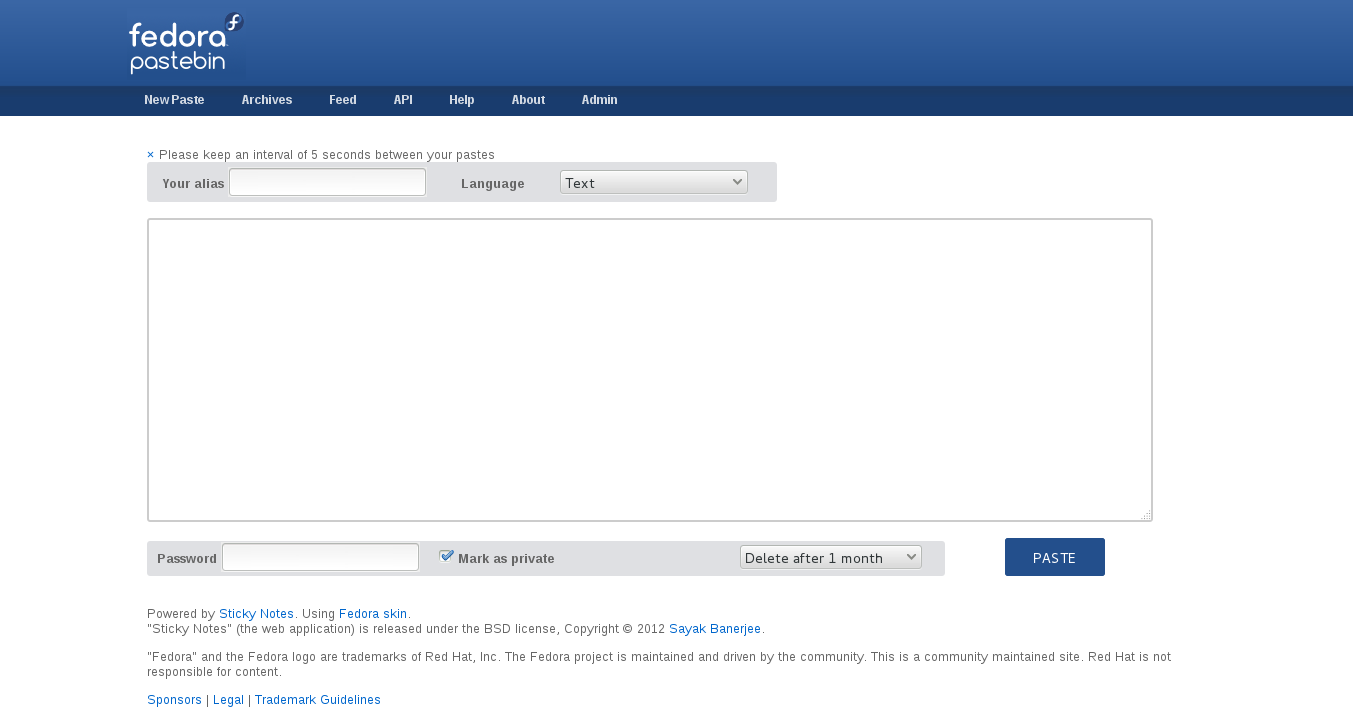 fedora
pastebin
New Paste Archives Feed API Help About Admin
× Please keep an interval of 5 seconds between your pastes
Your alias Language Text
Password Mark as private Delete after 1 month PASTE
Powered by Sticky Notes. Using Fedora skin.
"Sticky Notes" (the web application) is released under the BSD license, Copyright © 2012 Sayak Banerjee.
"Fedora" and the Fedora logo are trademarks of Red Hat, Inc. The Fedora project is maintained and driven by the community. This is a community maintained site. Red Hat is not
responsible for content.
Sponsors | Legal | Trademark Guidelines